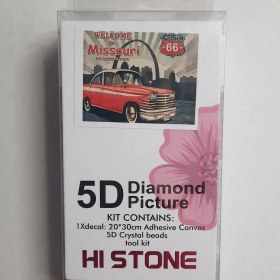 WELCOME
Missouri
66
5D Diamond
Picture
KIT CONTAINS:
1Xdecal: 20*30cm Adhesive Canvas
5D Crystal beads
tool kit
HI STONE